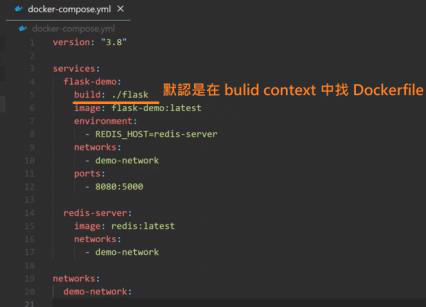 docker-compose.yml ×
docker-compose.yml
1 version: "3.8"
2
3 services:
4 flask-demo:
5 build: ./flask 默認是在 bulid context 中找 Dockerfile
6 image: flask-demo:latest
7 environment:
8 - REDIS_HOST=redis-server
9 networks:
10 - demo-network
11 ports:
12 - 8080:5000
13
14 redis-server:
15 image: redis:latest
16 networks:
17 - demo-network
18
19 networks:
20 demo-network:
21